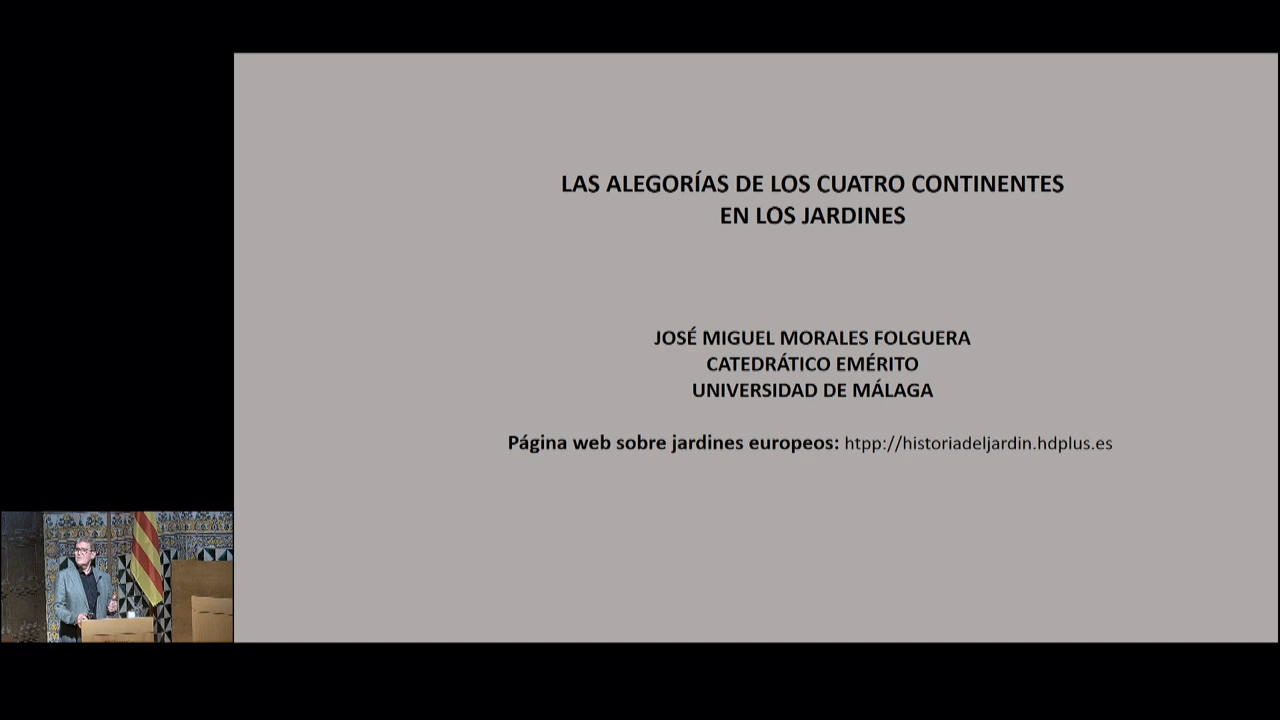 LAS ALEGORÍAS DE LOS CUATRO CONTINENTES
EN LOS JARDINES
JOSÉ MIGUEL MORALES FOLGUERA
CATEDRÁTICO EMÉRITO
UNIVERSIDAD DE MÁLAGA
Página web sobre jardines europeos: htpp://historiadeljardin.hdplus.es